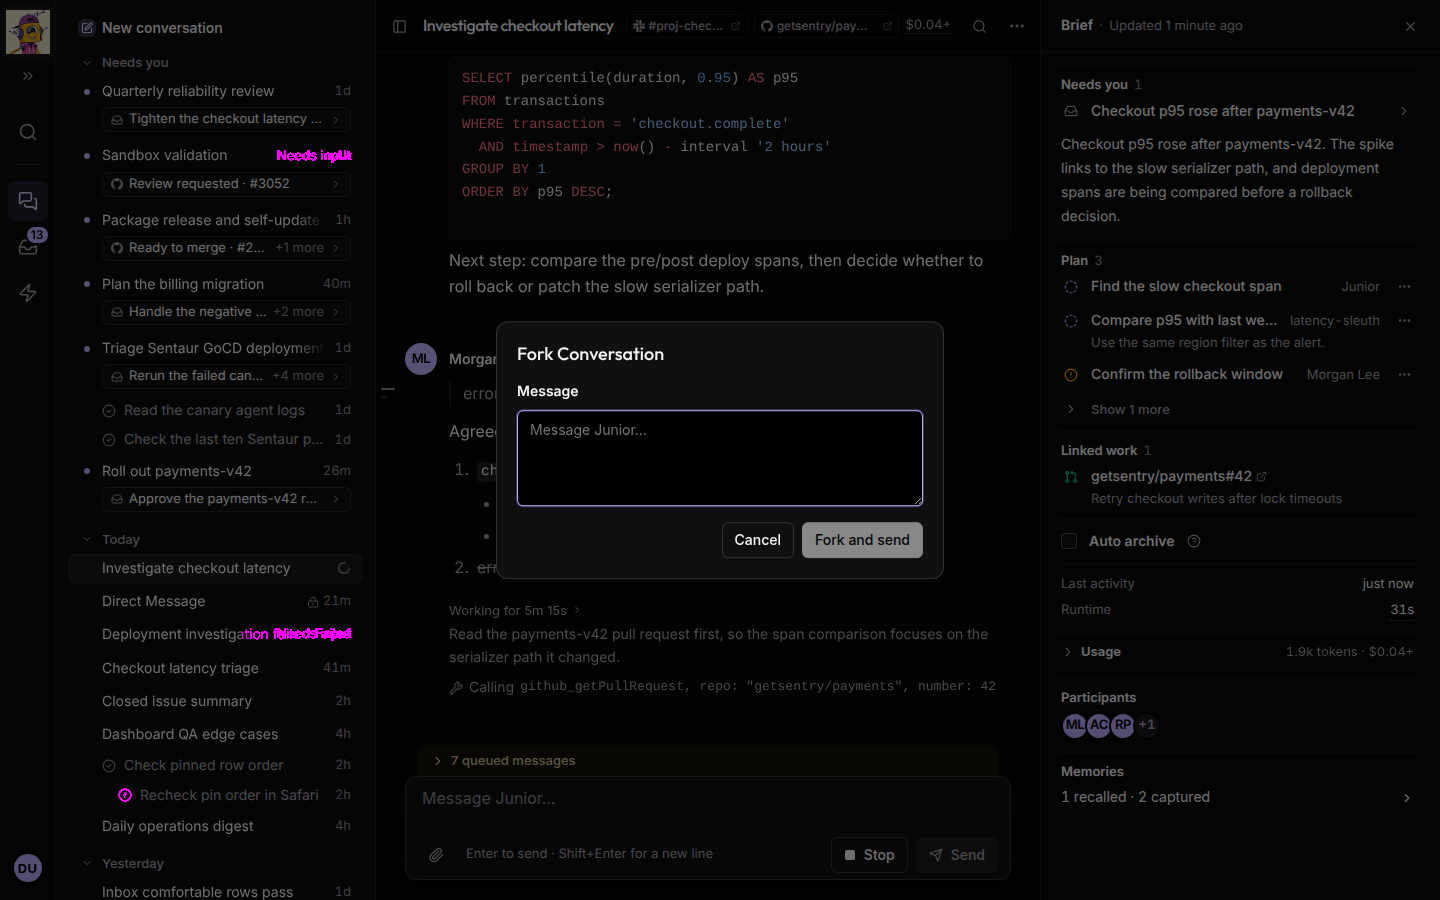 New conversation
Needs you
Quarterly reliability review 1d
Tighten the checkout latency ...
Sandbox validation Needs
Review requested · #3052
Package release and self-update 1h
Ready to merge · #2... +1 more
Plan the billing migration 40m
Handle the negative ... +2 more
Triage Sentaur GoCD deployment 1d
Rerun the failed can... +4 more
Read the canary agent logs 1d
Check the last ten Sentaur p... 1d
Roll out payments-v42 26m
Approve the payments-v42 r...
Today
Investigate checkout latency
Direct Message 21m
Deployment investigation
Checkout latency triage 41m
Closed issue summary 2h
Dashboard QA edge cases 4h
Check pinned row order 2h
Recheck pin order in Safari 2h
Daily operations digest 4h
Yesterday
Inbox comfortable rows pass 1d
13
DU
Investigate checkout latency #proj-chec... getsentry/pay... $0.04+
SELECT percentile(duration, 0.95) AS p95
FROM transactions
WHERE transaction = 'checkout.complete'
AND timestamp > now() - interval '2 hours'
GROUP BY 1
ORDER BY p95 DESC;
Next step: compare the pre/post deploy spans, then decide whether to
roll back or patch the slow serializer path.
ML Morgan
error
Agreed
1. ch
2. err
Fork Conversation
Message
Message Junior...
Cancel Fork and send
Working for 5m 15s
Read the payments-v42 pull request first, so the span comparison focuses on the
serializer path it changed.
Calling github_getPullRequest, repo: "getsentry/payments", number: 42
7 queued messages
Message Junior...
Enter to send · Shift+Enter for a new line Stop Send
Brief · Updated 1 minute ago
Needs you 1
Checkout p95 rose after payments-v42
Checkout p95 rose after payments-v42. The spike
links to the slow serializer path, and deployment
spans are being compared before a rollback
decision.
Plan 3
Find the slow checkout span Junior
Compare p95 with last we... latency-sleuth
Use the same region filter as the alert.
Confirm the rollback window Morgan Lee
Show 1 more
Linked work 1
getsentry/payments#42
Retry checkout writes after lock timeouts
Auto archive
Last activity just now
Runtime 31s
Usage 1.9k tokens · $0.04+
Participants
ML AC RP +1
Memories
1 recalled · 2 captured